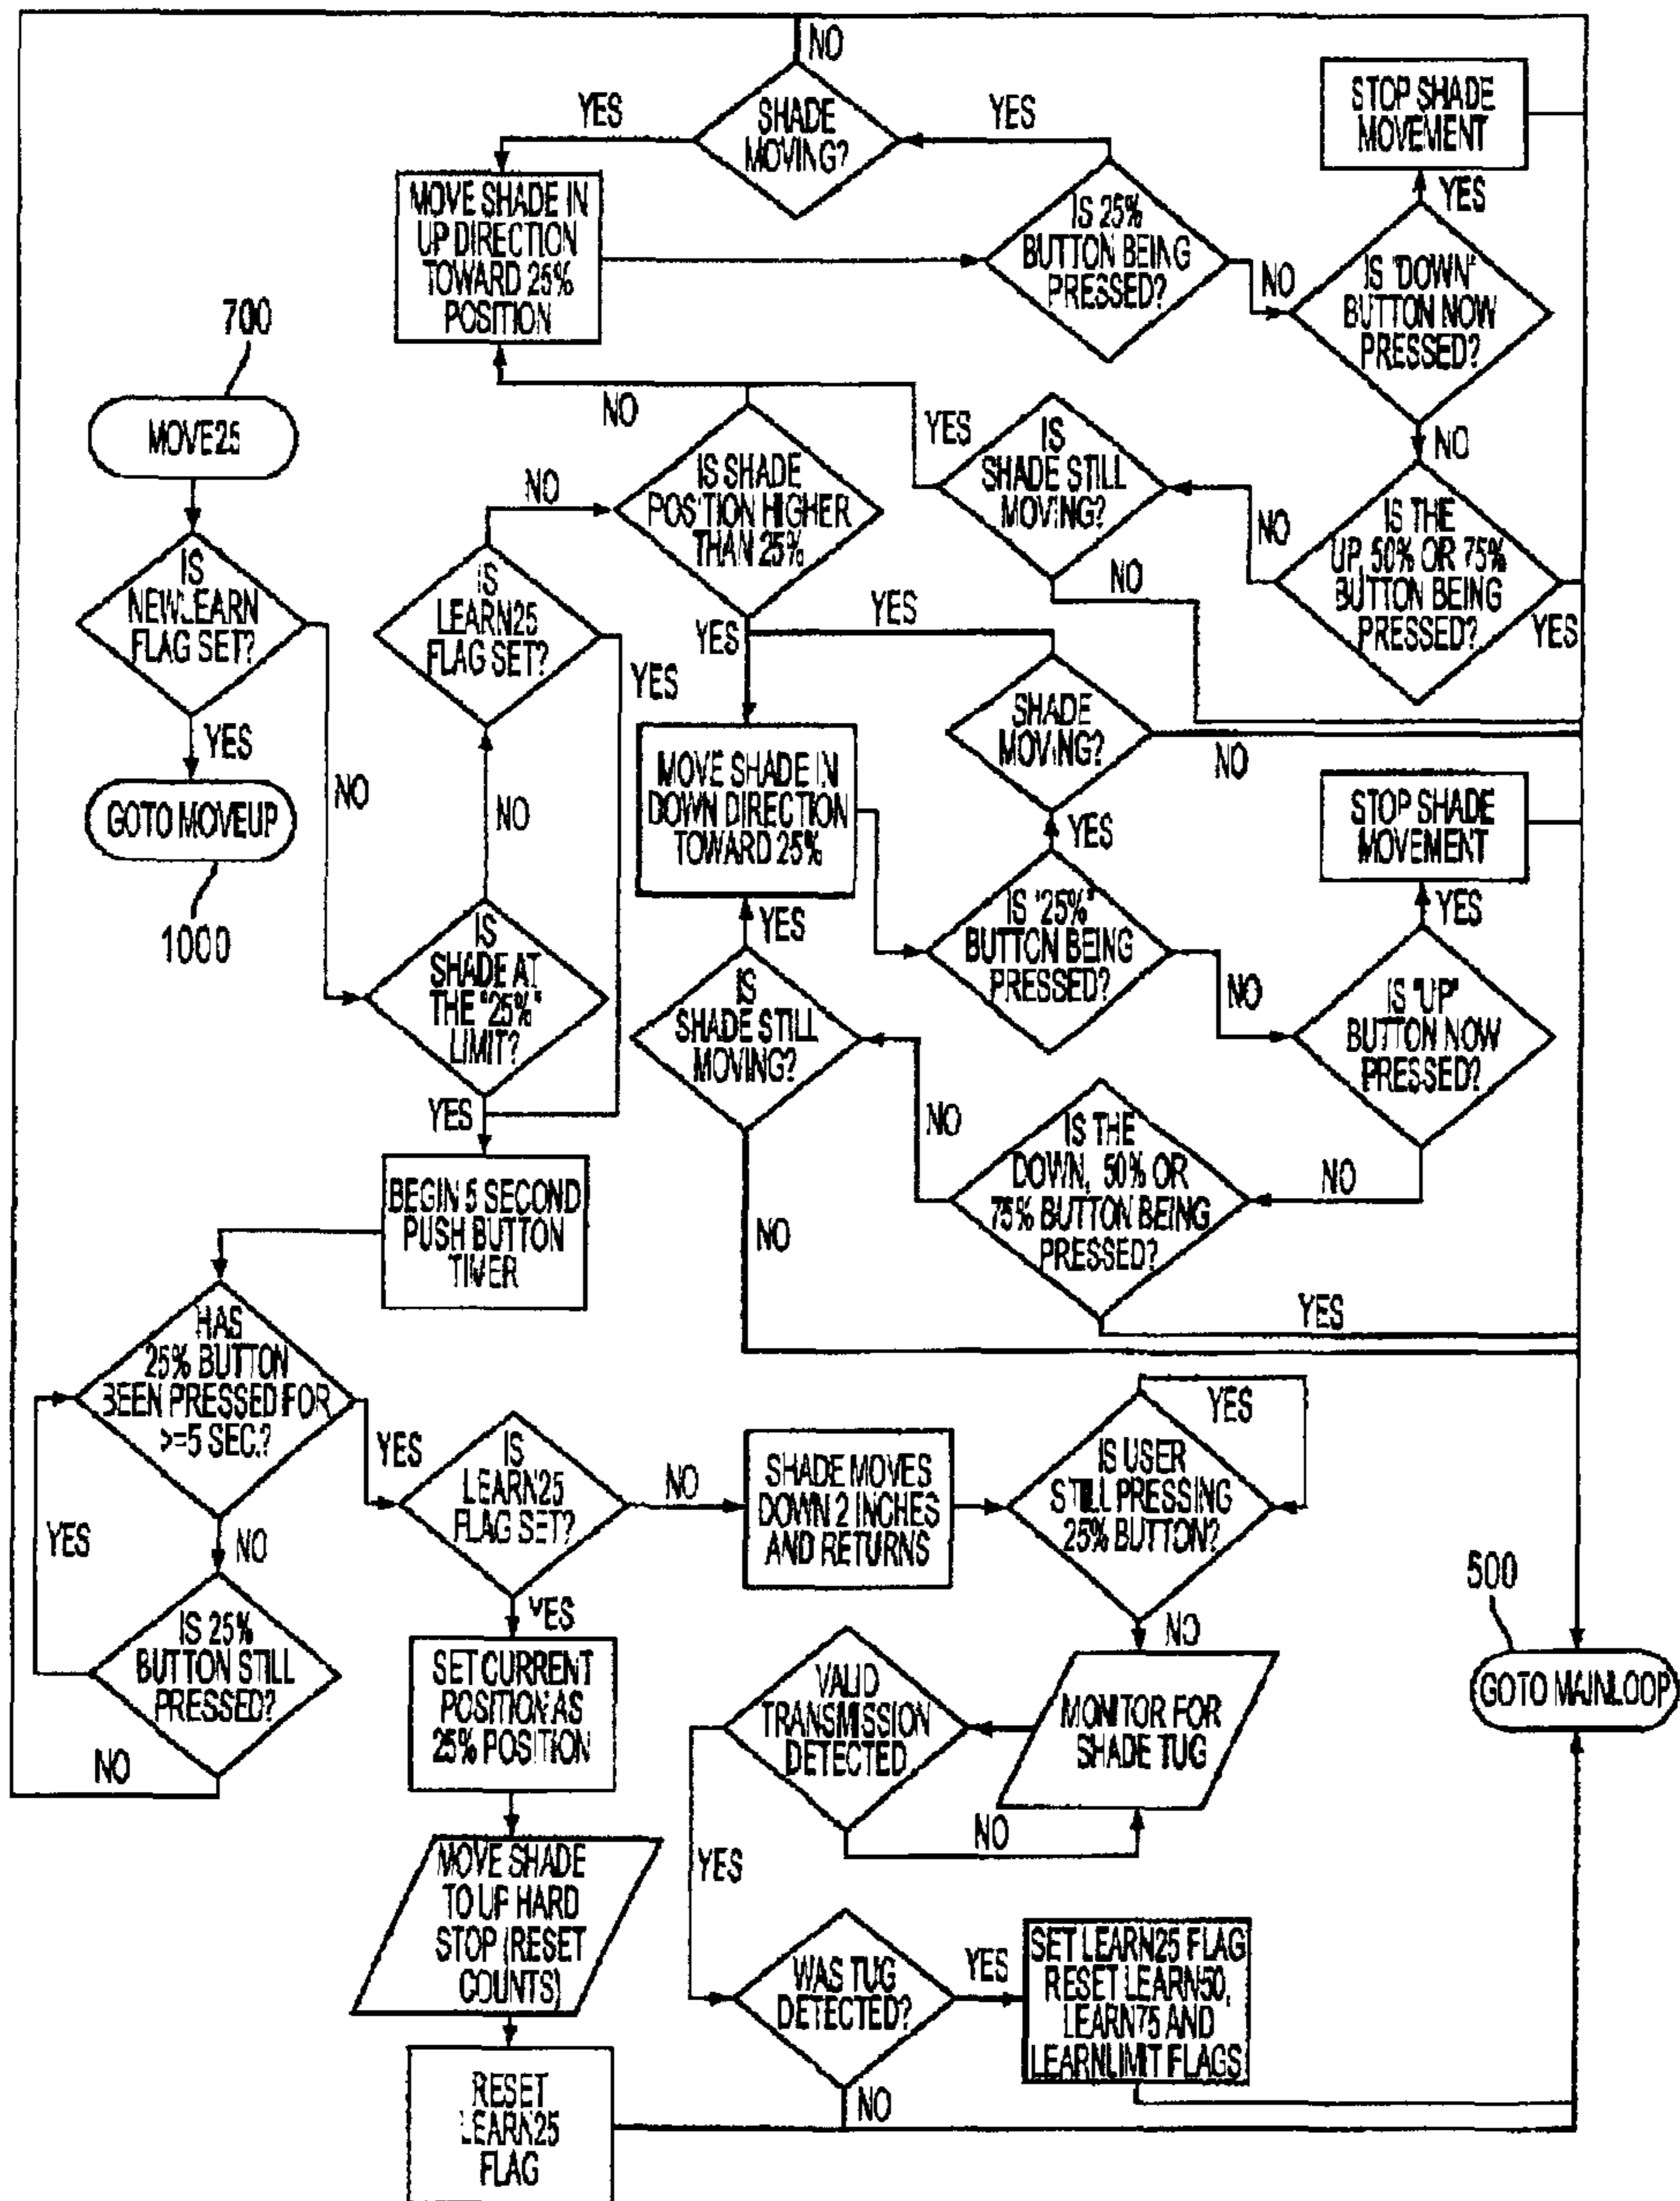 NO
SHADE
MOVING?
YES
YES
STOP SHADE
MOVEMENT
YES
MOVE SHADE IN
UP DIRECTION
TOWARD 25%
POSITION
IS 25%
BUTTON BEING
PRESSED?
NO
IS "DOWN"
BUTTON NOW
PRESSED?
NO
700
MOVE25
NO
IS SHADE
POSITION HIGHER
THAN 25%
YES
YES
IS
SHADE STILL
MOVING?
NO
NO
IS THE
UP, 50% OR 75%
BUTTON BEING
PRESSED?
YES
IS
NEWLEARN
FLAG SET?
YES
NO
GOTO MOVEUP
1000
IS
LEARN25
FLAG SET?
NO
YES
NO
IS
SHADE AT
THE "25%"
LIMIT?
YES
YES
SHADE
MOVING?
NO
MOVE SHADE IN
DOWN DIRECTION
TOWARD 25%
YES
YES
STOP SHADE
MOVEMENT
YES
IS "25%"
BUTTON BEING
PRESSED?
NO
IS "UP"
BUTTON NOW
PRESSED?
NO
IS
SHADE STILL
MOVING?
NO
NO
IS THE
DOWN, 50% OR
75% BUTTON BEING
PRESSED?
YES
BEGIN 5 SECOND
PUSH BUTTON
TIMER
HAS
25% BUTTON
BEEN PRESSED FOR
>=5 SEC.?
YES
NO
YES
IS 25%
BUTTON STILL
PRESSED?
NO
IS
LEARN25
FLAG SET?
NO
YES
SHADE MOVES
DOWN 2 INCHES
AND RETURNS
YES
IS USER
STILL PRESSING
25% BUTTON?
NO
500
GOTO MAINLOOP
SET CURRENT
POSITION AS
25% POSITION
VALID
TRANSMISSION
DETECTED
MONITOR FOR
SHADE TUG
NO
YES
MOVE SHADE
TO UP HARD
STOP (RESET
COUNTS)
WAS TUG
DETECTED?
YES
NO
SET LEARN25 FLAG
RESET LEARN50,
LEARN75 AND
LEARNLIMIT FLAGS
RESET
LEARN25
FLAG